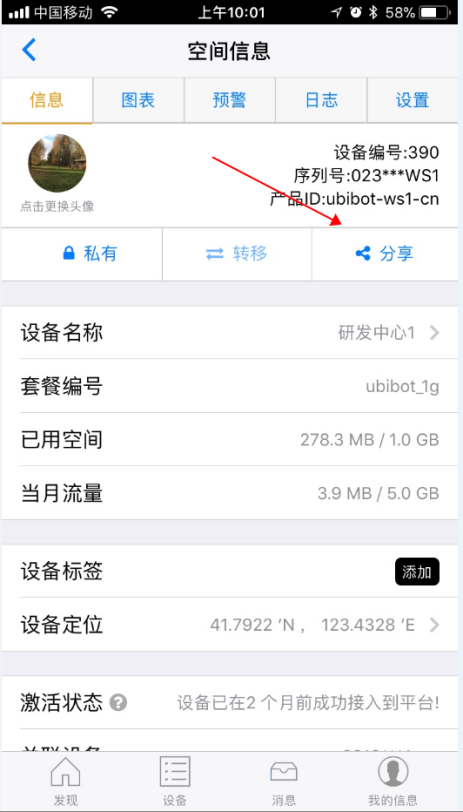 中国移动 上午10:01 58%
空间信息
信息 图表 预警 日志 设置
设备编号:390
序列号:023***WS1
产品ID:ubibot-ws1-cn
点击更换头像
私有 转移 分享
设备名称 研发中心1
套餐编号 ubibot_1g
已用空间 278.3 MB / 1.0 GB
当月流量 3.9 MB / 5.0 GB
设备标签 添加
设备定位 41.7922 ′N , 123.4328 ′E
激活状态 ? 设备已在2 个月前成功接入到平台!
发现 设备 消息 我的信息